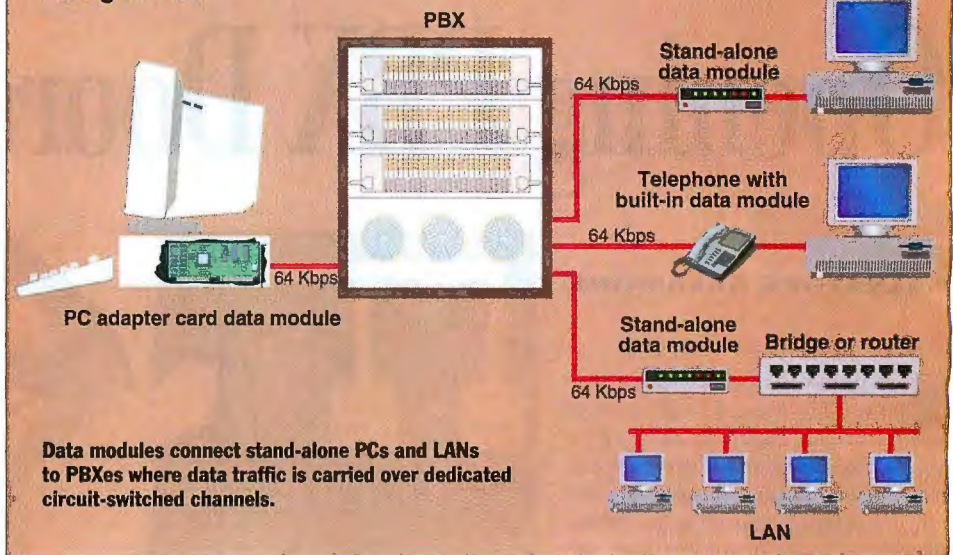 PBX
Stand-alone
data module
64 Kbps
Telephone with
built-in data module
64 Kbps
64 Kbps
PC adapter card data module
Stand-alone
data module
Bridge or router
64 Kbps
Data modules connect stand-alone PCs and LANs
to PBXes where data traffic is carried over dedicated
circuit-switched channels.
LAN